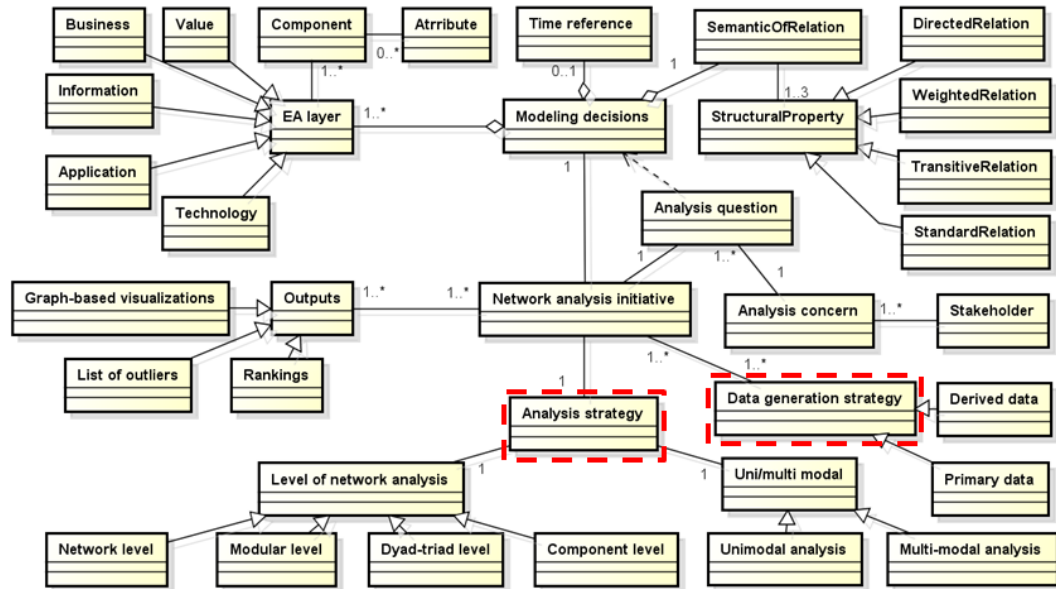 Business
Value
Component
Atrribute
Time reference
SemanticOfRelation
DirectedRelation
0..*
0..1
1
1..*
Information
EA layer
1..*
Modeling decisions
1..3
StructuralProperty
WeightedRelation
Application
1
TransitiveRelation
Technology
Analysis question
StandardRelation
1
1..*
1
Graph-based visualizations
Outputs
1..*
1..*
Network analysis initiative
Analysis concern
1..*
Stakeholder
List of outliers
Rankings
1..*
1..*
1
Analysis strategy
Data generation strategy
Derived data
1
1
Level of network analysis
Uni/multi modal
Primary data
Network level
Modular level
Dyad-triad level
Component level
Unimodal analysis
Multi-modal analysis